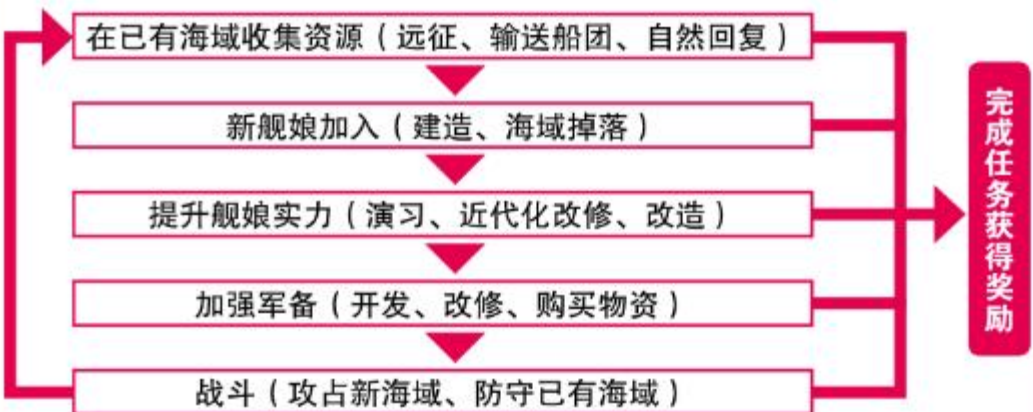 在已有海域收集资源（远征、输送船团、自然回复）
新舰娘加入（建造、海域掉落）
提升舰娘实力（演习、近代化改修、改造）
加强军备（开发、改修、购买物资）
战斗（攻占新海域、防守已有海域）
完成任务获得奖励